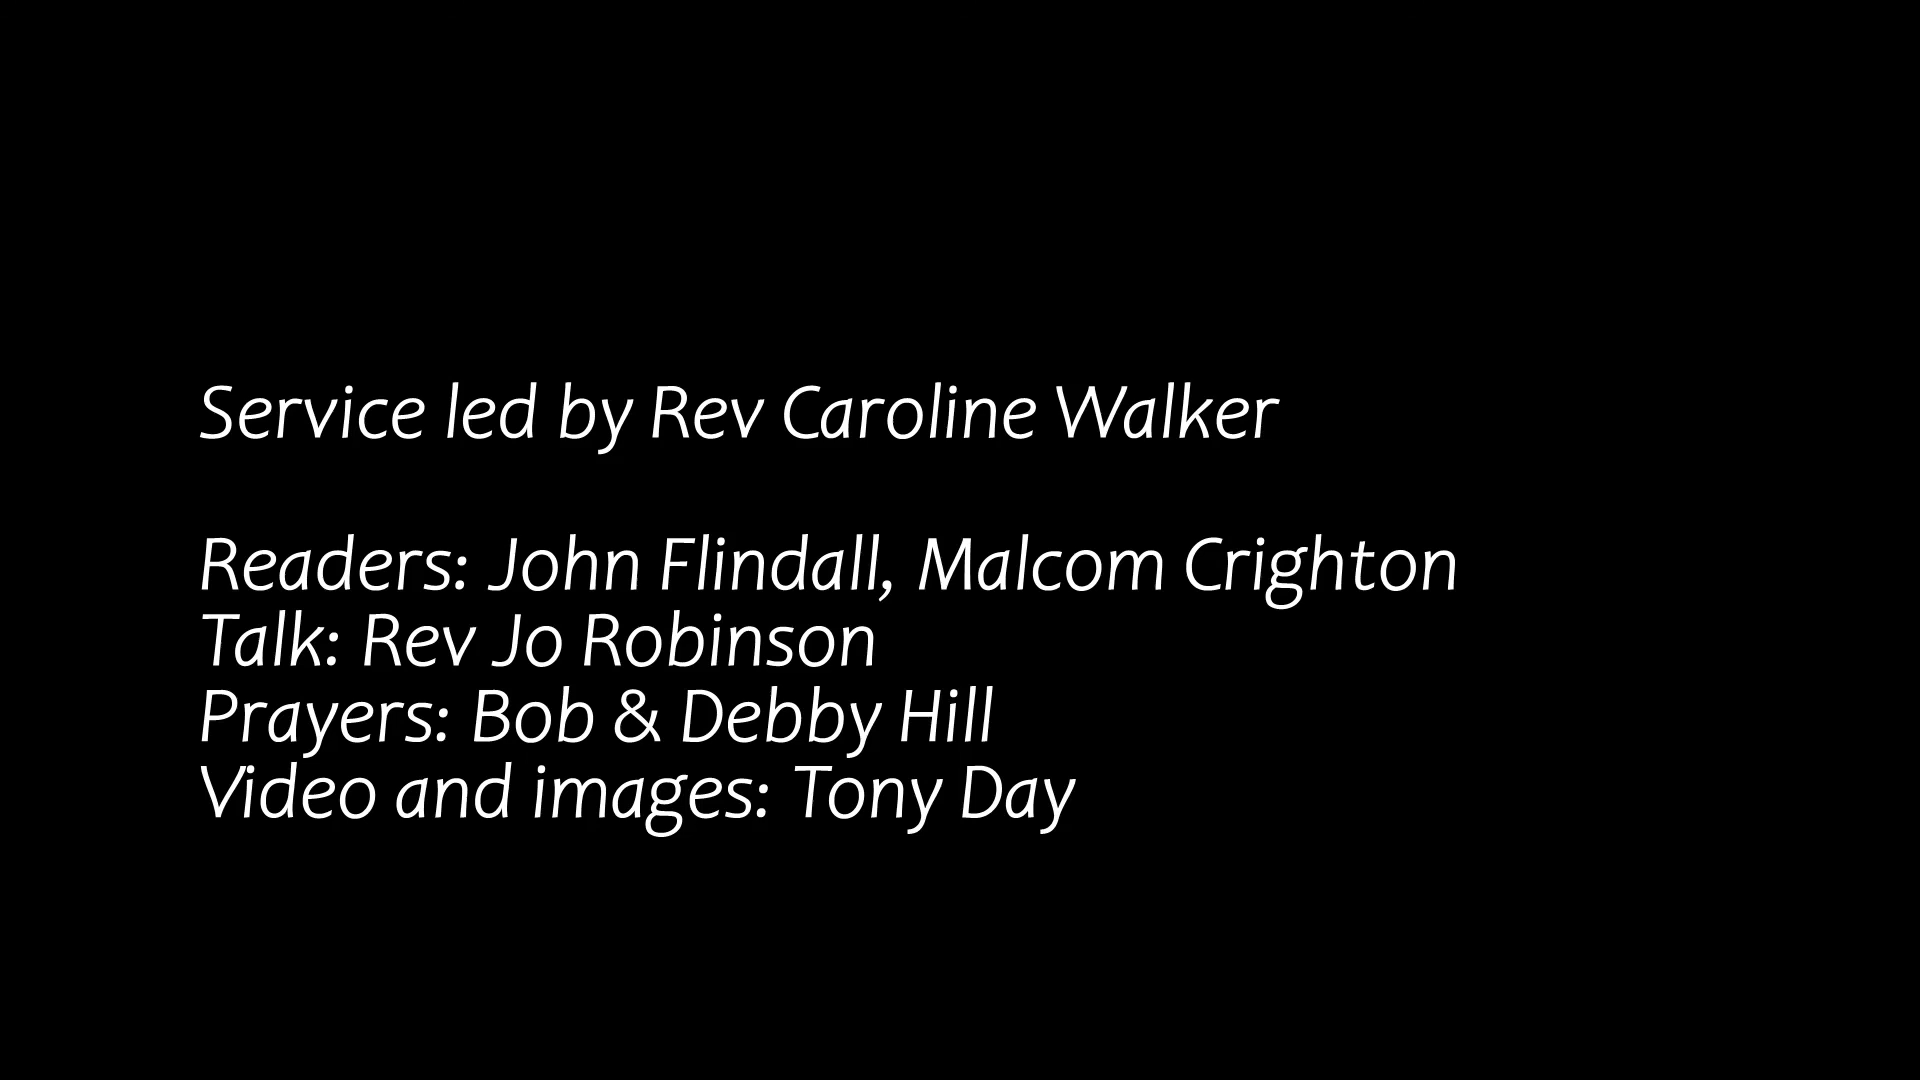 Service led by Rev Caroline Walker
Readers: John Flindall, Malcom Crighton
Talk: Rev Jo Robinson
Prayers: Bob & Debby Hill
Video and images: Tony Day